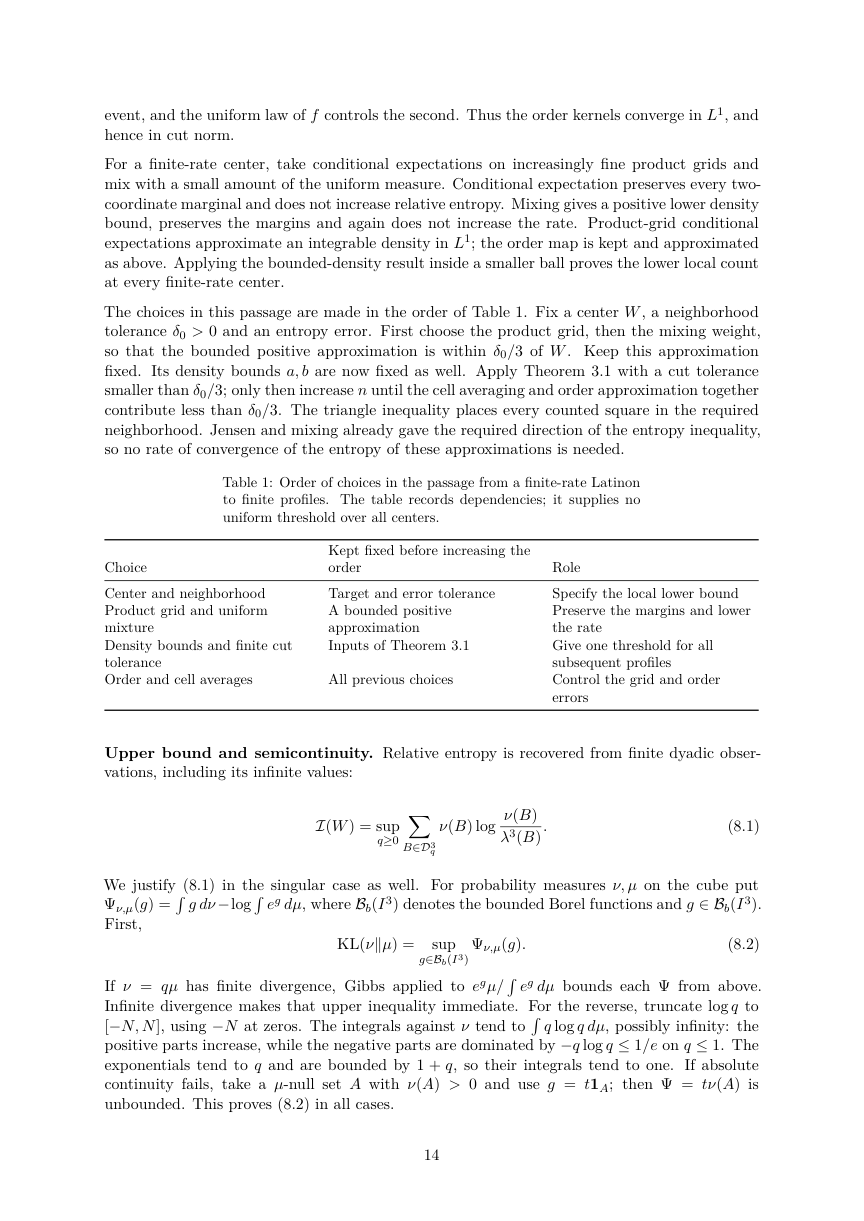 event, and the uniform law of f controls the second. Thus the order kernels converge in L¹, and
hence in cut norm.
For a finite-rate center, take conditional expectations on increasingly fine product grids and
mix with a small amount of the uniform measure. Conditional expectation preserves every two-
coordinate marginal and does not increase relative entropy. Mixing gives a positive lower density
bound, preserves the margins and again does not increase the rate. Product-grid conditional
expectations approximate an integrable density in L¹; the order map is kept and approximated
as above. Applying the bounded-density result inside a smaller ball proves the lower local count
at every finite-rate center.
The choices in this passage are made in the order of Table 1. Fix a center W, a neighborhood
tolerance δ₀ > 0 and an entropy error. First choose the product grid, then the mixing weight,
so that the bounded positive approximation is within δ₀/3 of W. Keep this approximation
fixed. Its density bounds a, b are now fixed as well. Apply Theorem 3.1 with a cut tolerance
smaller than δ₀/3; only then increase n until the cell averaging and order approximation together
contribute less than δ₀/3. The triangle inequality places every counted square in the required
neighborhood. Jensen and mixing already gave the required direction of the entropy inequality,
so no rate of convergence of the entropy of these approximations is needed.
Table 1: Order of choices in the passage from a finite-rate Latinon
to finite profiles. The table records dependencies; it supplies no
uniform threshold over all centers.
Kept fixed before increasing the
Choice order Role
Center and neighborhood Target and error tolerance Specify the local lower bound
Product grid and uniform A bounded positive Preserve the margins and lower
mixture approximation the rate
Density bounds and finite cut Inputs of Theorem 3.1 Give one threshold for all
tolerance subsequent profiles
Order and cell averages All previous choices Control the grid and order
errors
Upper bound and semicontinuity. Relative entropy is recovered from finite dyadic obser-
vations, including its infinite values:
I(W) = sup_{q≥0} ∑_{B∈D_q³} ν(B) log ν(B)/λ³(B). (8.1)
We justify (8.1) in the singular case as well. For probability measures ν, μ on the cube put
Ψ_{ν,μ}(g) = ∫ g dν − log ∫ e^g dμ, where B_b(I³) denotes the bounded Borel functions and g ∈ B_b(I³).
First,
KL(ν∥μ) = sup_{g∈B_b(I³)} Ψ_{ν,μ}(g). (8.2)
If ν = qμ has finite divergence, Gibbs applied to e^g μ/ ∫ e^g dμ bounds each Ψ from above.
Infinite divergence makes that upper inequality immediate. For the reverse, truncate log q to
[−N, N], using −N at zeros. The integrals against ν tend to ∫ q log q dμ, possibly infinity: the
positive parts increase, while the negative parts are dominated by −q log q ≤ 1/e on q ≤ 1. The
exponentials tend to q and are bounded by 1 + q, so their integrals tend to one. If absolute
continuity fails, take a μ-null set A with ν(A) > 0 and use g = t𝟏_A; then Ψ = tν(A) is
unbounded. This proves (8.2) in all cases.
14